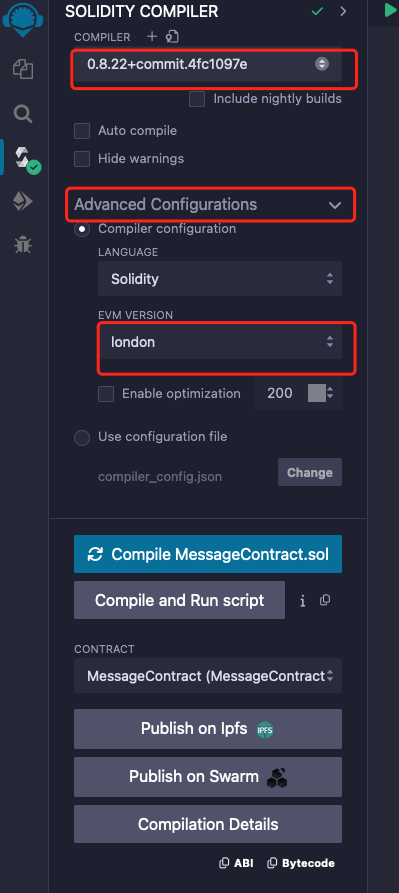 SOLIDITY COMPILER
COMPILER
0.8.22+commit.4fc1097e
Include nightly builds
Auto compile
Hide warnings
Advanced Configurations
Compiler configuration
LANGUAGE
Solidity
EVM VERSION
london
Enable optimization 200
Use configuration file
compiler_config.json Change
Compile MessageContract.sol
Compile and Run script
CONTRACT
MessageContract (MessageContract
Publish on Ipfs IPFS
Publish on Swarm
Compilation Details
ABI Bytecode